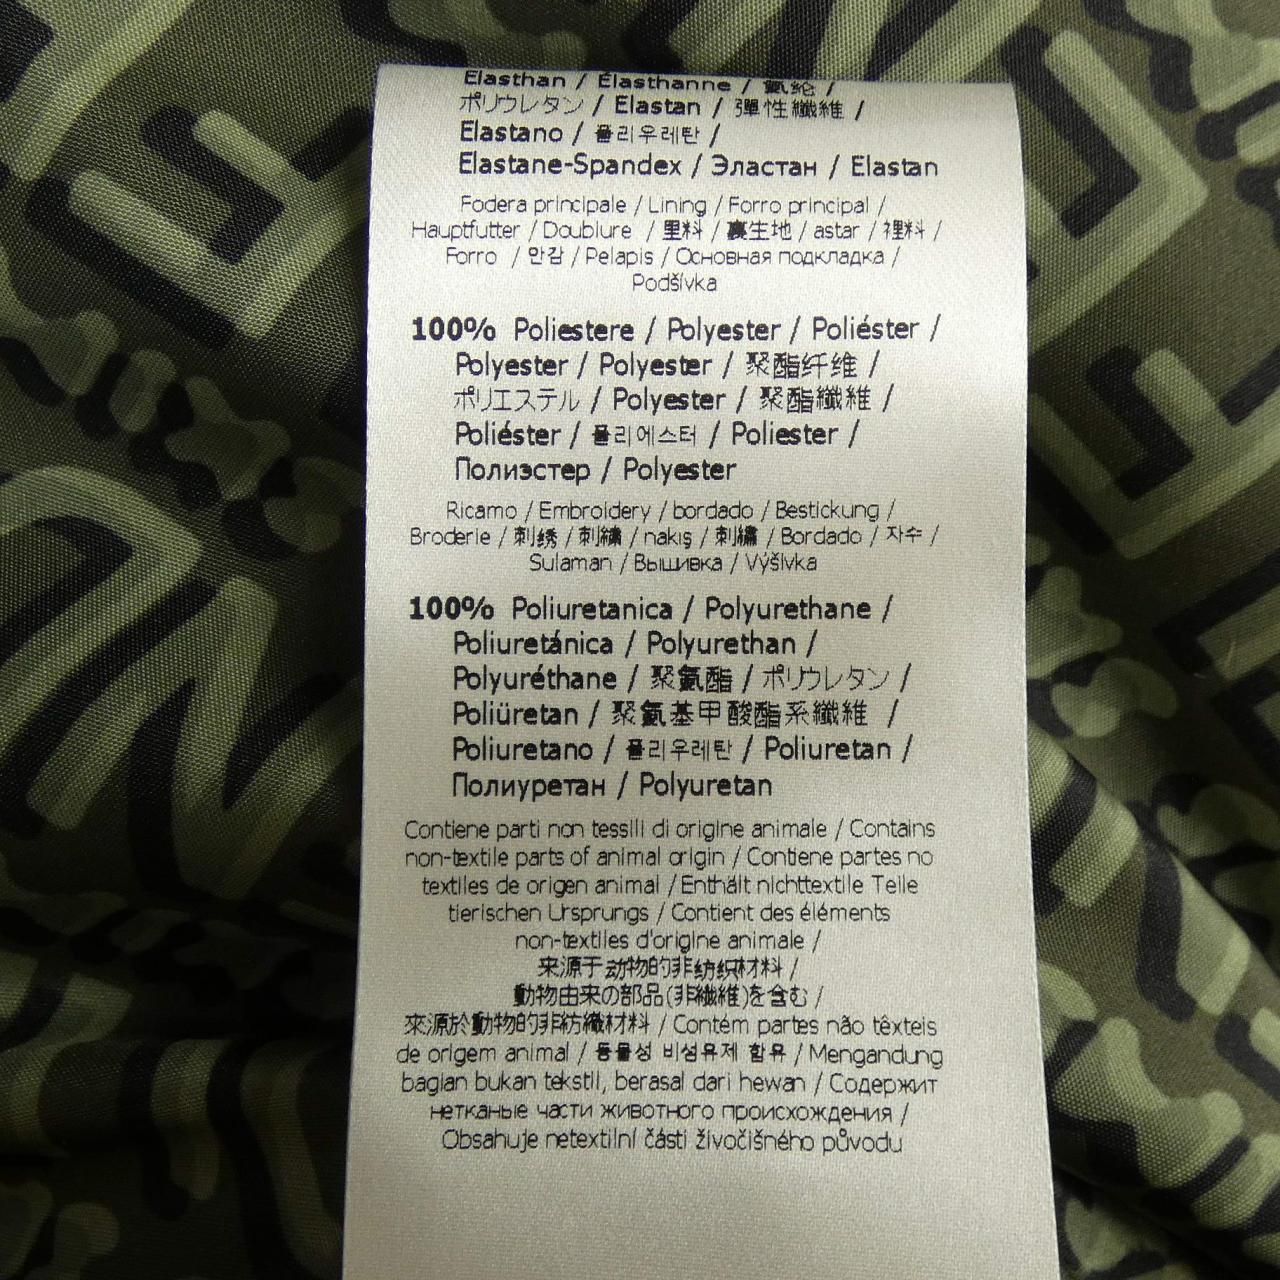 Elasthan / Élasthanne / 氨纶 /
ポリウレタン / Elastan / 彈性纖維 /
Elastano / 폴리우레탄 /
Elastane-Spandex / Эластан / Elastan
Fodera principale / Lining / Forro principal /
Hauptfutter / Doublure / 里料 / 裏生地 / astar / 裡料 /
Forro / 안감 / Pelapis / Основная подкладка /
Podšívka
100% Poliestere / Polyester / Poliéster /
Polyester / Polyester / 聚酯纤维 /
ポリエステル / Polyester / 聚酯纖維 /
Poliéster / 폴리에스터 / Poliester /
Полиэстер / Polyester
Ricamo / Embroidery / bordado / Bestickung /
Broderie / 刺绣 / 刺繍 / nakış / 刺繡 / Bordado / 자수 /
Sulaman / Вышивка / Výšivka
100% Poliuretanica / Polyurethane /
Poliuretánica / Polyurethan /
Polyuréthane / 聚氨酯 / ポリウレタン /
Poliüretan / 聚氨基甲酸酯系纖維 /
Poliuretano / 폴리우레탄 / Poliuretan /
Полиуретан / Polyuretan
Contiene parti non tessili di origine animale / Contains
non-textile parts of animal origin / Contiene partes no
textiles de origen animal / Enthält nichttextile Teile
tierischen Ursprungs / Contient des éléments
non-textiles d'origine animale /
来源于动物的非纺织材料 /
動物由来の部品(非繊維)を含む /
來源於動物的非紡織材料 / Contém partes não têxteis
de origem animal / 동물성 비섬유제 함유 / Mengandung
bagian bukan tekstil, berasal dari hewan / Содержит
нетканые части животного происхождения /
Obsahuje netextilní části živočišného původu